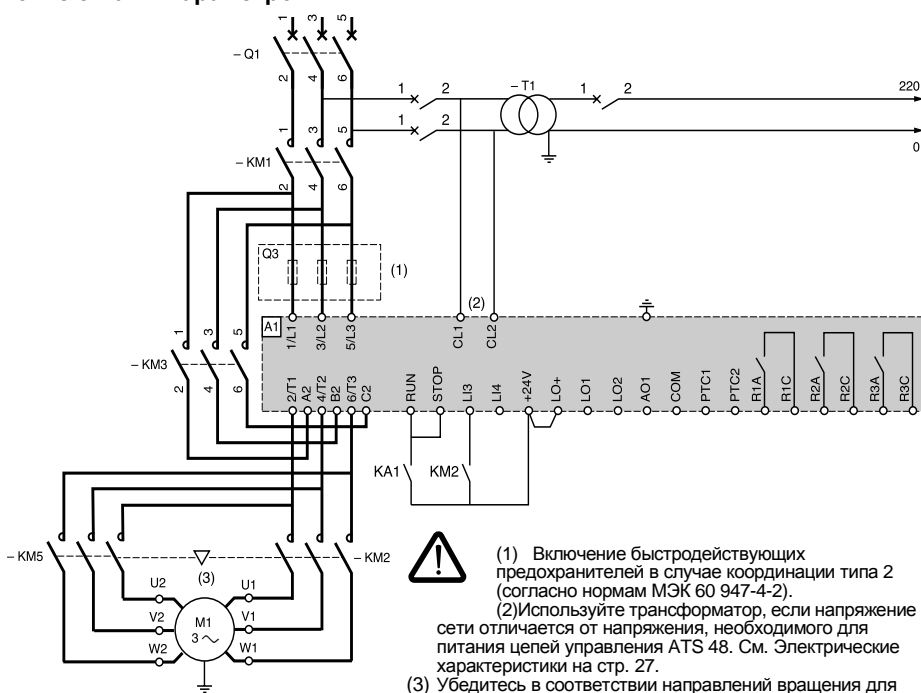 1 3 5
– Q1
2 4 6
1 2 – T1 1 2 220
1 2 0
1 3 5
– KM1
2 4 6
Q3 (1)
(2)
A1 1/L1 3/L2 5/L3 CL1 CL2
1 3 5
– KM3
2 4 6
2/T1 A2 4/T2 B2 6/T3 C2 RUN STOP LI3 LI4 +24V LO+ LO1 LO2 AO1 COM PTC1 PTC2 R1A R1C R2A R2C R3A R3C
KA1 KM2
– KM5 (3) – KM2
U2 U1
V2 M1 3 V1
W2 W1
(1) Включение быстродействующих
предохранителей в случае координации типа 2
(согласно нормам МЭК 60 947-4-2).
(2)Используйте трансформатор, если напряжение
сети отличается от напряжения, необходимого для
питания цепей управления ATS 48. См. Электрические
характеристики на стр. 27.
(3) Убедитесь в соответствии направлений вращения для